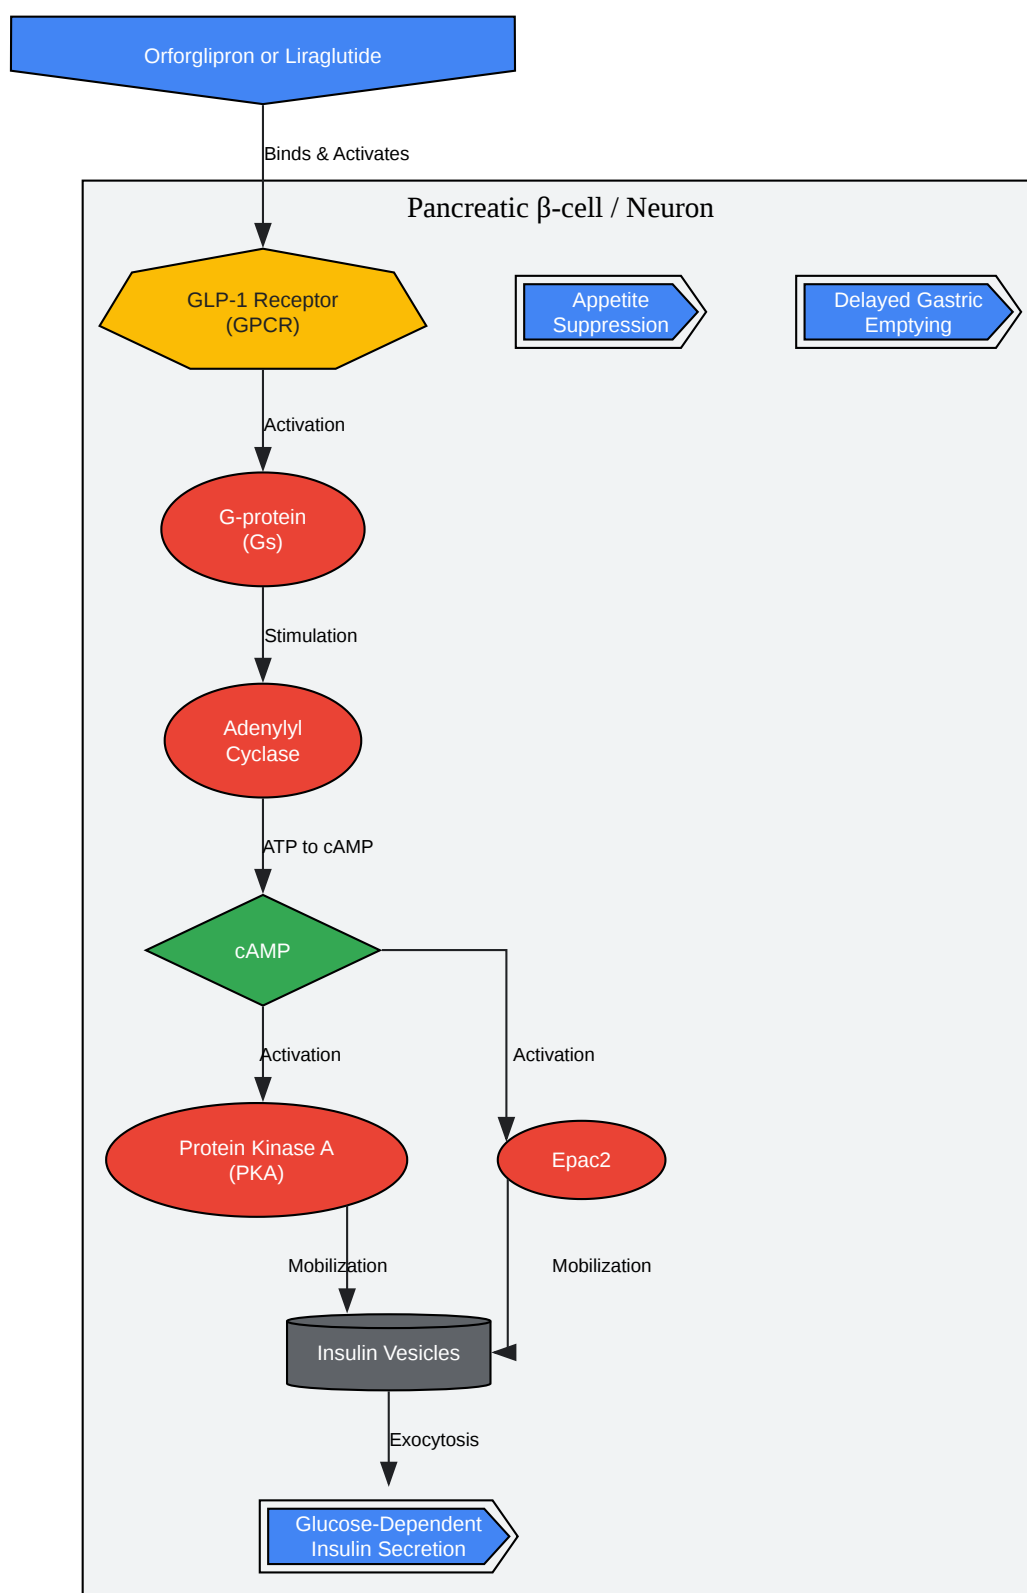 Orforglipron or Liraglutide
Binds & Activates
Pancreatic β-cell / Neuron
GLP-1 Receptor
(GPCR)
Appetite
Suppression
Delayed Gastric
Emptying
Activation
G-protein
(Gs)
Stimulation
Adenylyl
Cyclase
ATP to cAMP
cAMP
Activation
Activation
Protein Kinase A
(PKA)
Epac2
Mobilization
Mobilization
Insulin Vesicles
Exocytosis
Glucose-Dependent
Insulin Secretion